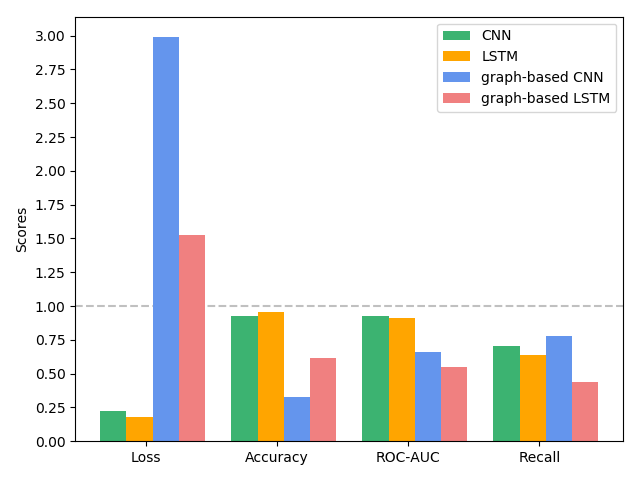 3.00
2.75
2.50
2.25
2.00
1.75
1.50
1.25
1.00
0.75
0.50
0.25
0.00
Scores
CNN
LSTM
graph-based CNN
graph-based LSTM
Loss
Accuracy
ROC-AUC
Recall